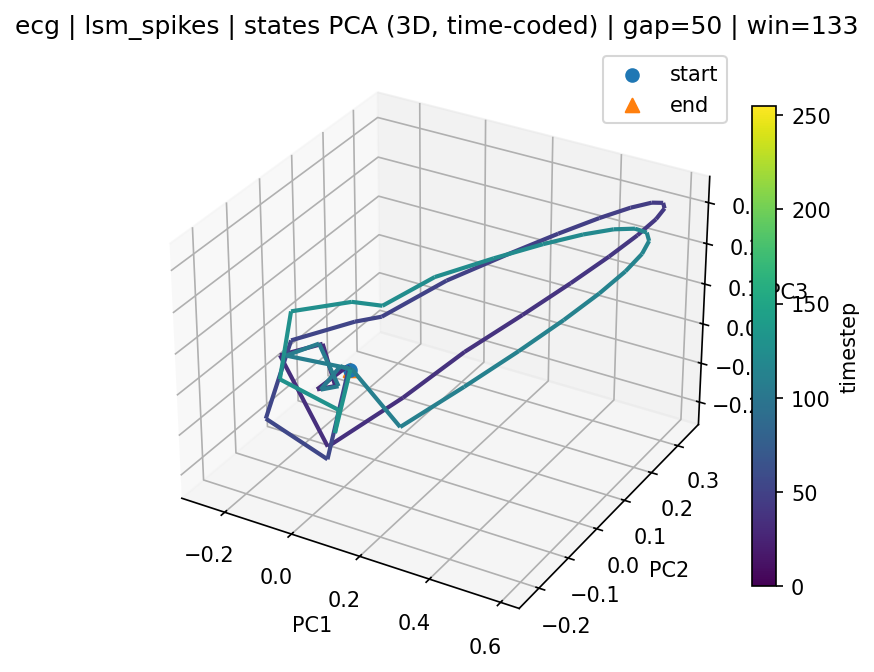 ecg | lsm_spikes | states PCA (3D, time-coded) | gap=50 | win=133
start
end
250
200
150
100
50
0
timestep
PC3
0.3
0.2
0.1
0.0
−0.1
−0.2
PC2
−0.2
0.0
0.2
0.4
0.6
PC1